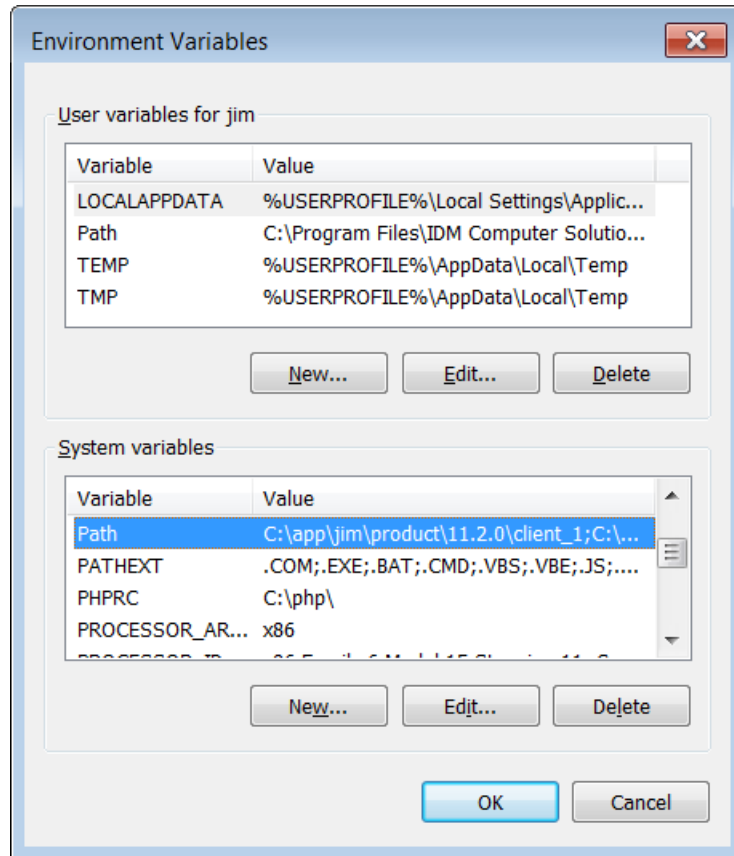 Environment Variables
User variables for jim
Variable Value
LOCALAPPDATA %USERPROFILE%\Local Settings\Applic...
Path C:\Program Files\IDM Computer Solutio...
TEMP %USERPROFILE%\AppData\Local\Temp
TMP %USERPROFILE%\AppData\Local\Temp
New... Edit... Delete
System variables
Variable Value
Path C:\app\jim\product\11.2.0\client_1;C:\...
PATHEXT .COM;.EXE;.BAT;.CMD;.VBS;.VBE;.JS;....
PHPRC C:\php\
PROCESSOR_AR... x86
New... Edit... Delete
OK Cancel